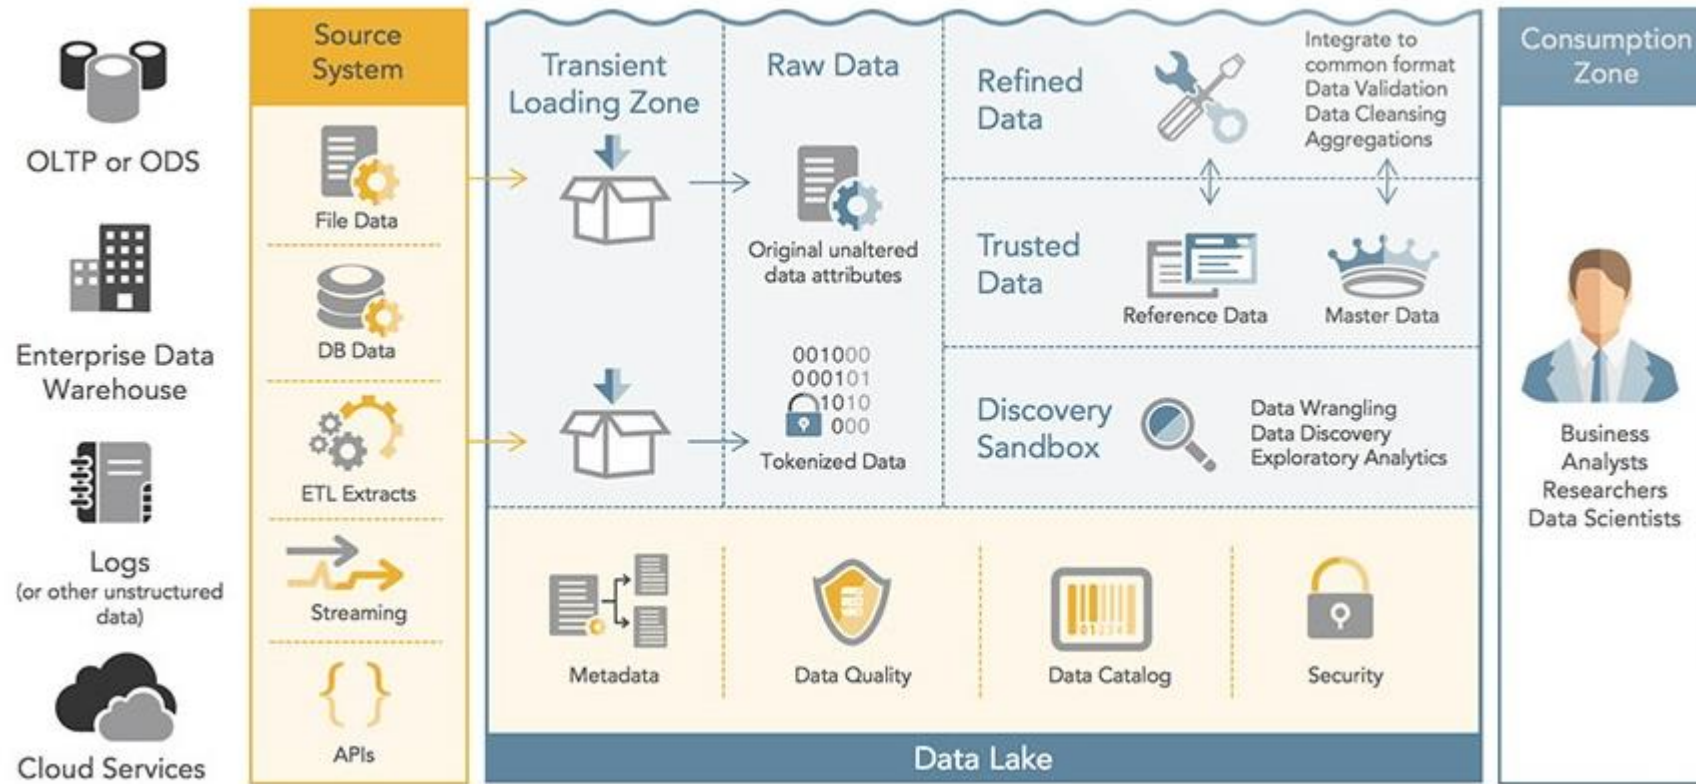 OLTP or ODS
Enterprise Data
Warehouse
Logs
(or other unstructured
data)
Cloud Services
Source
System
File Data
DB Data
ETL Extracts
Streaming
{ }
APIs
Transient
Loading Zone
Raw Data
Original unaltered
data attributes
001000
000101
1010
000
Tokenized Data
Refined
Data
Integrate to
common format
Data Validation
Data Cleansing
Aggregations
Trusted
Data
Reference Data
Master Data
Discovery
Sandbox
Data Wrangling
Data Discovery
Exploratory Analytics
Metadata
Data Quality
01234
Data Catalog
Security
Data Lake
Consumption
Zone
Business
Analysts
Researchers
Data Scientists